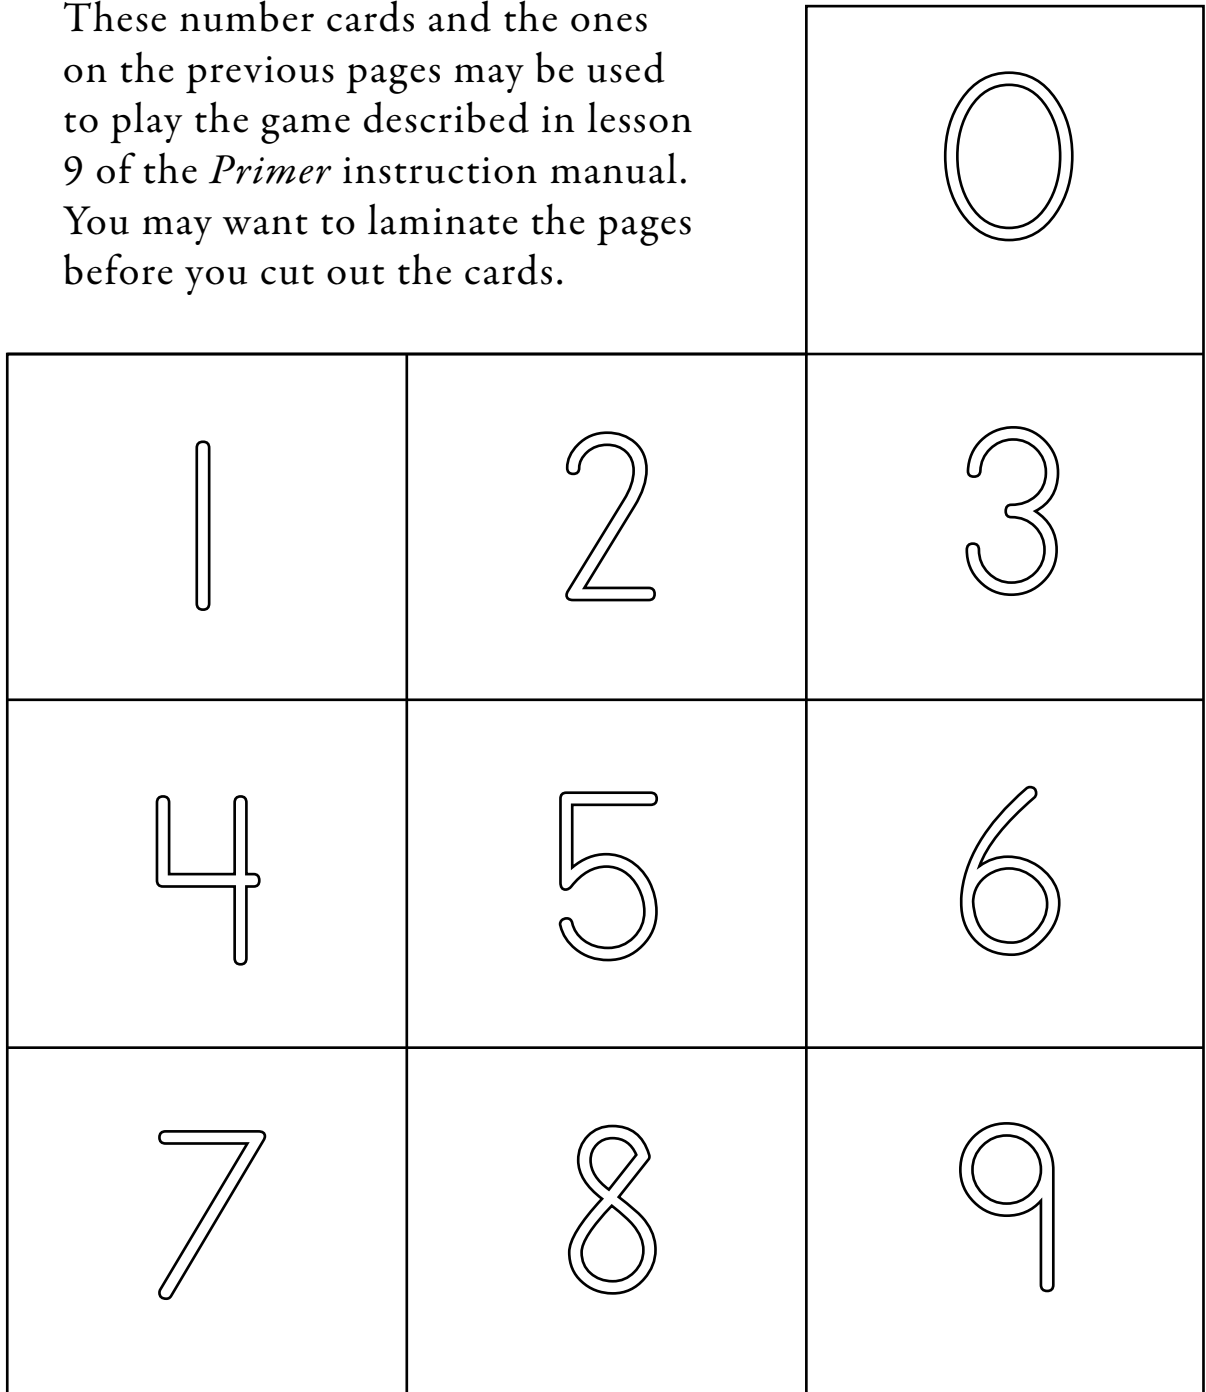 These number cards and the ones
on the previous pages may be used
to play the game described in lesson
9 of the Primer instruction manual.
You may want to laminate the pages
before you cut out the cards.
0
1 2 3
4 5 6
7 8 9